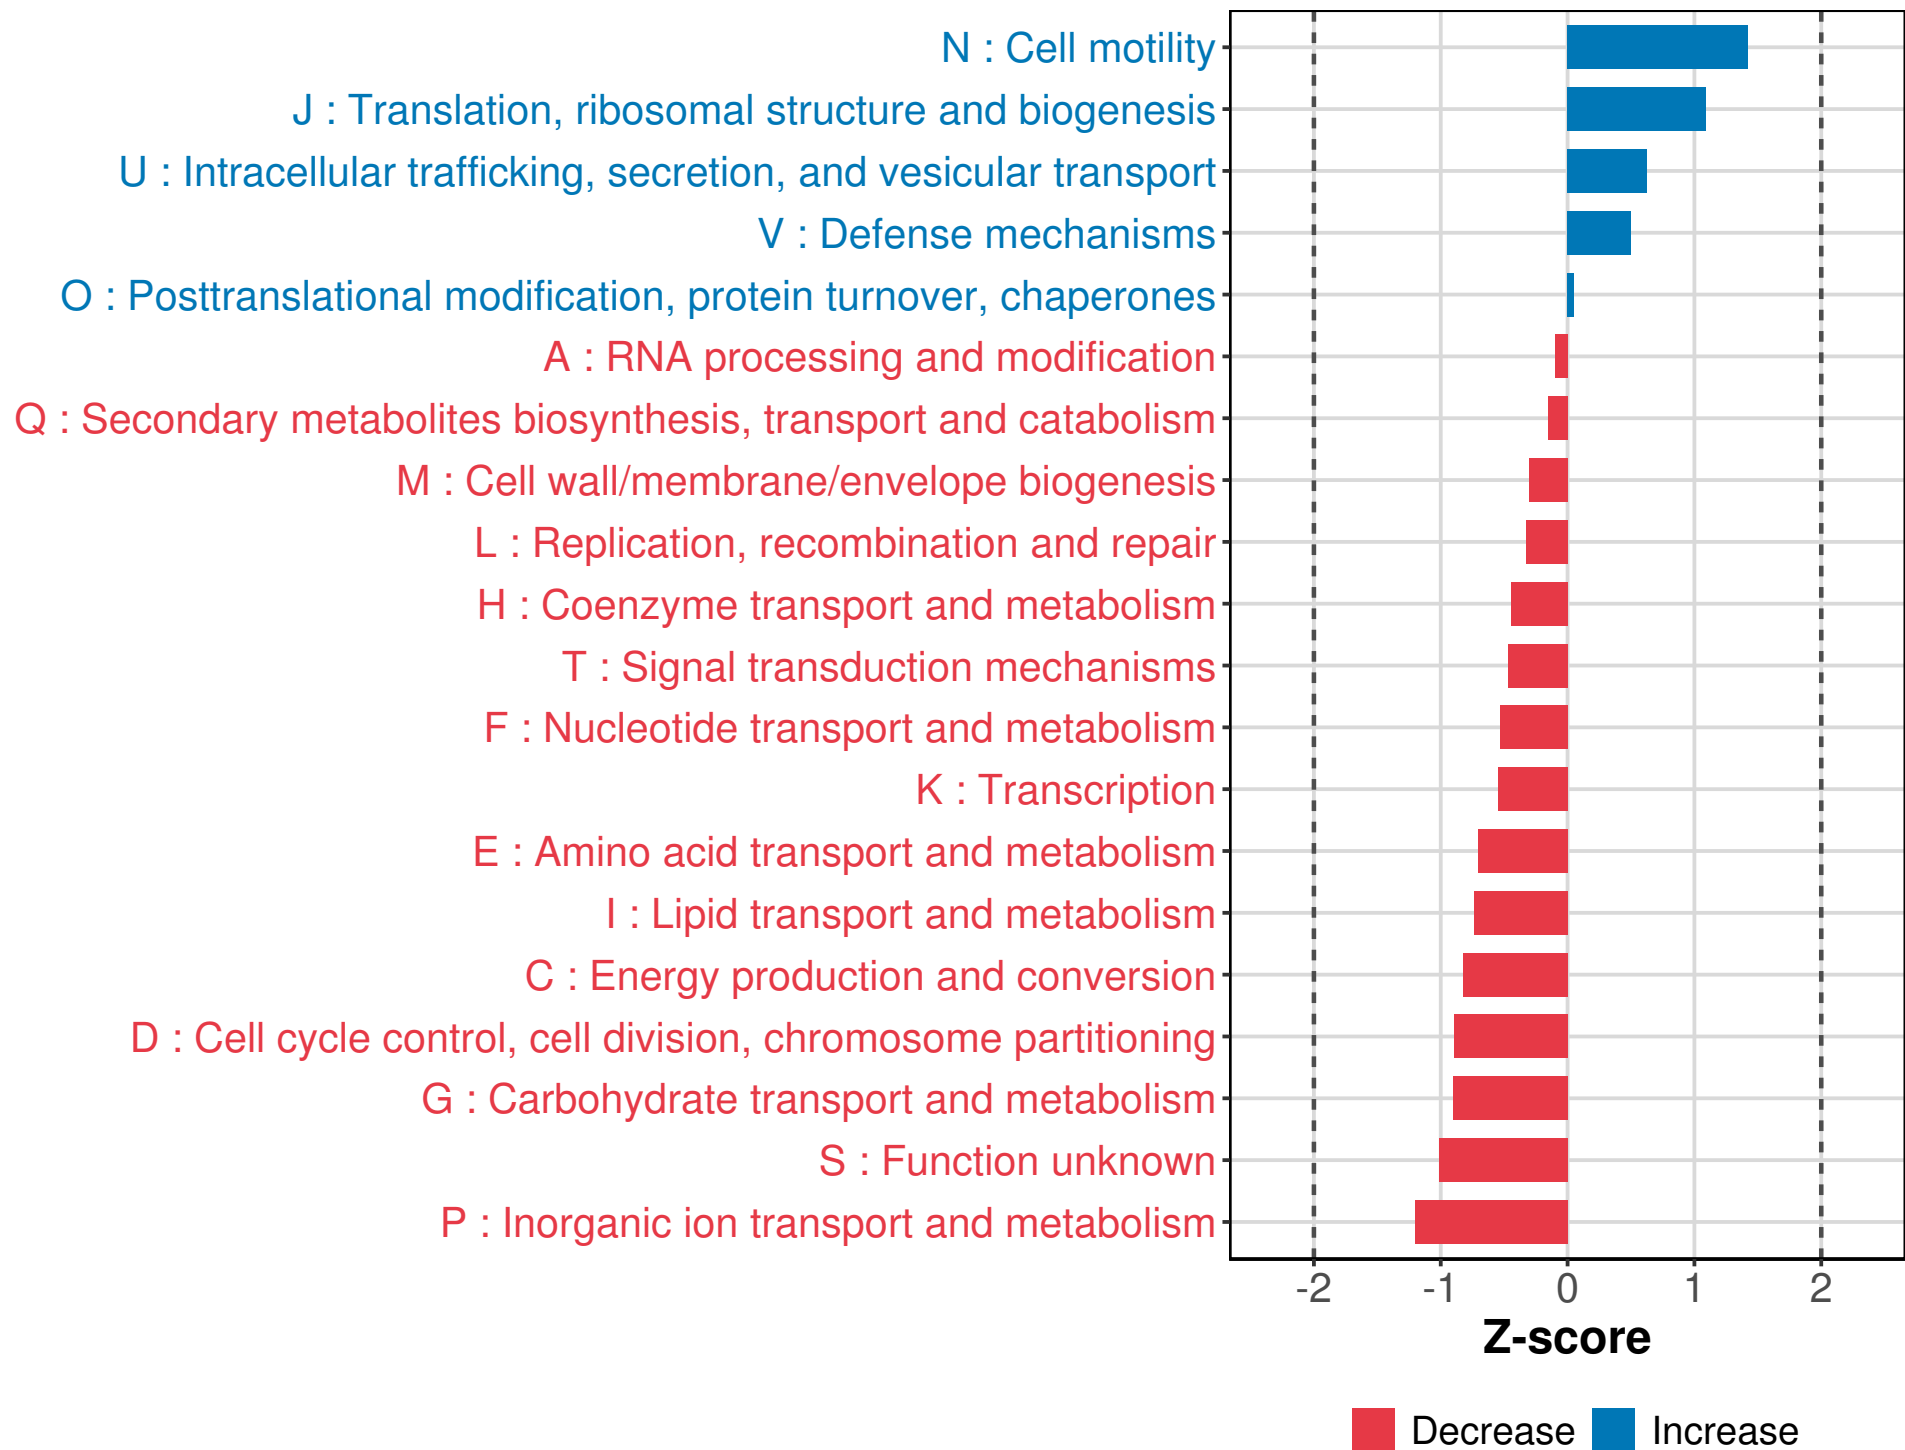 N : Cell motility
J : Translation, ribosomal structure and biogenesis
U : Intracellular trafficking, secretion, and vesicular transport
V : Defense mechanisms
O : Posttranslational modification, protein turnover, chaperones
A : RNA processing and modification
Q : Secondary metabolites biosynthesis, transport and catabolism
M : Cell wall/membrane/envelope biogenesis
L : Replication, recombination and repair
H : Coenzyme transport and metabolism
T : Signal transduction mechanisms
F : Nucleotide transport and metabolism
K : Transcription
E : Amino acid transport and metabolism
I : Lipid transport and metabolism
C : Energy production and conversion
D : Cell cycle control, cell division, chromosome partitioning
G : Carbohydrate transport and metabolism
S : Function unknown
P : Inorganic ion transport and metabolism
-2 -1 0 1 2
Z-score
Decrease Increase